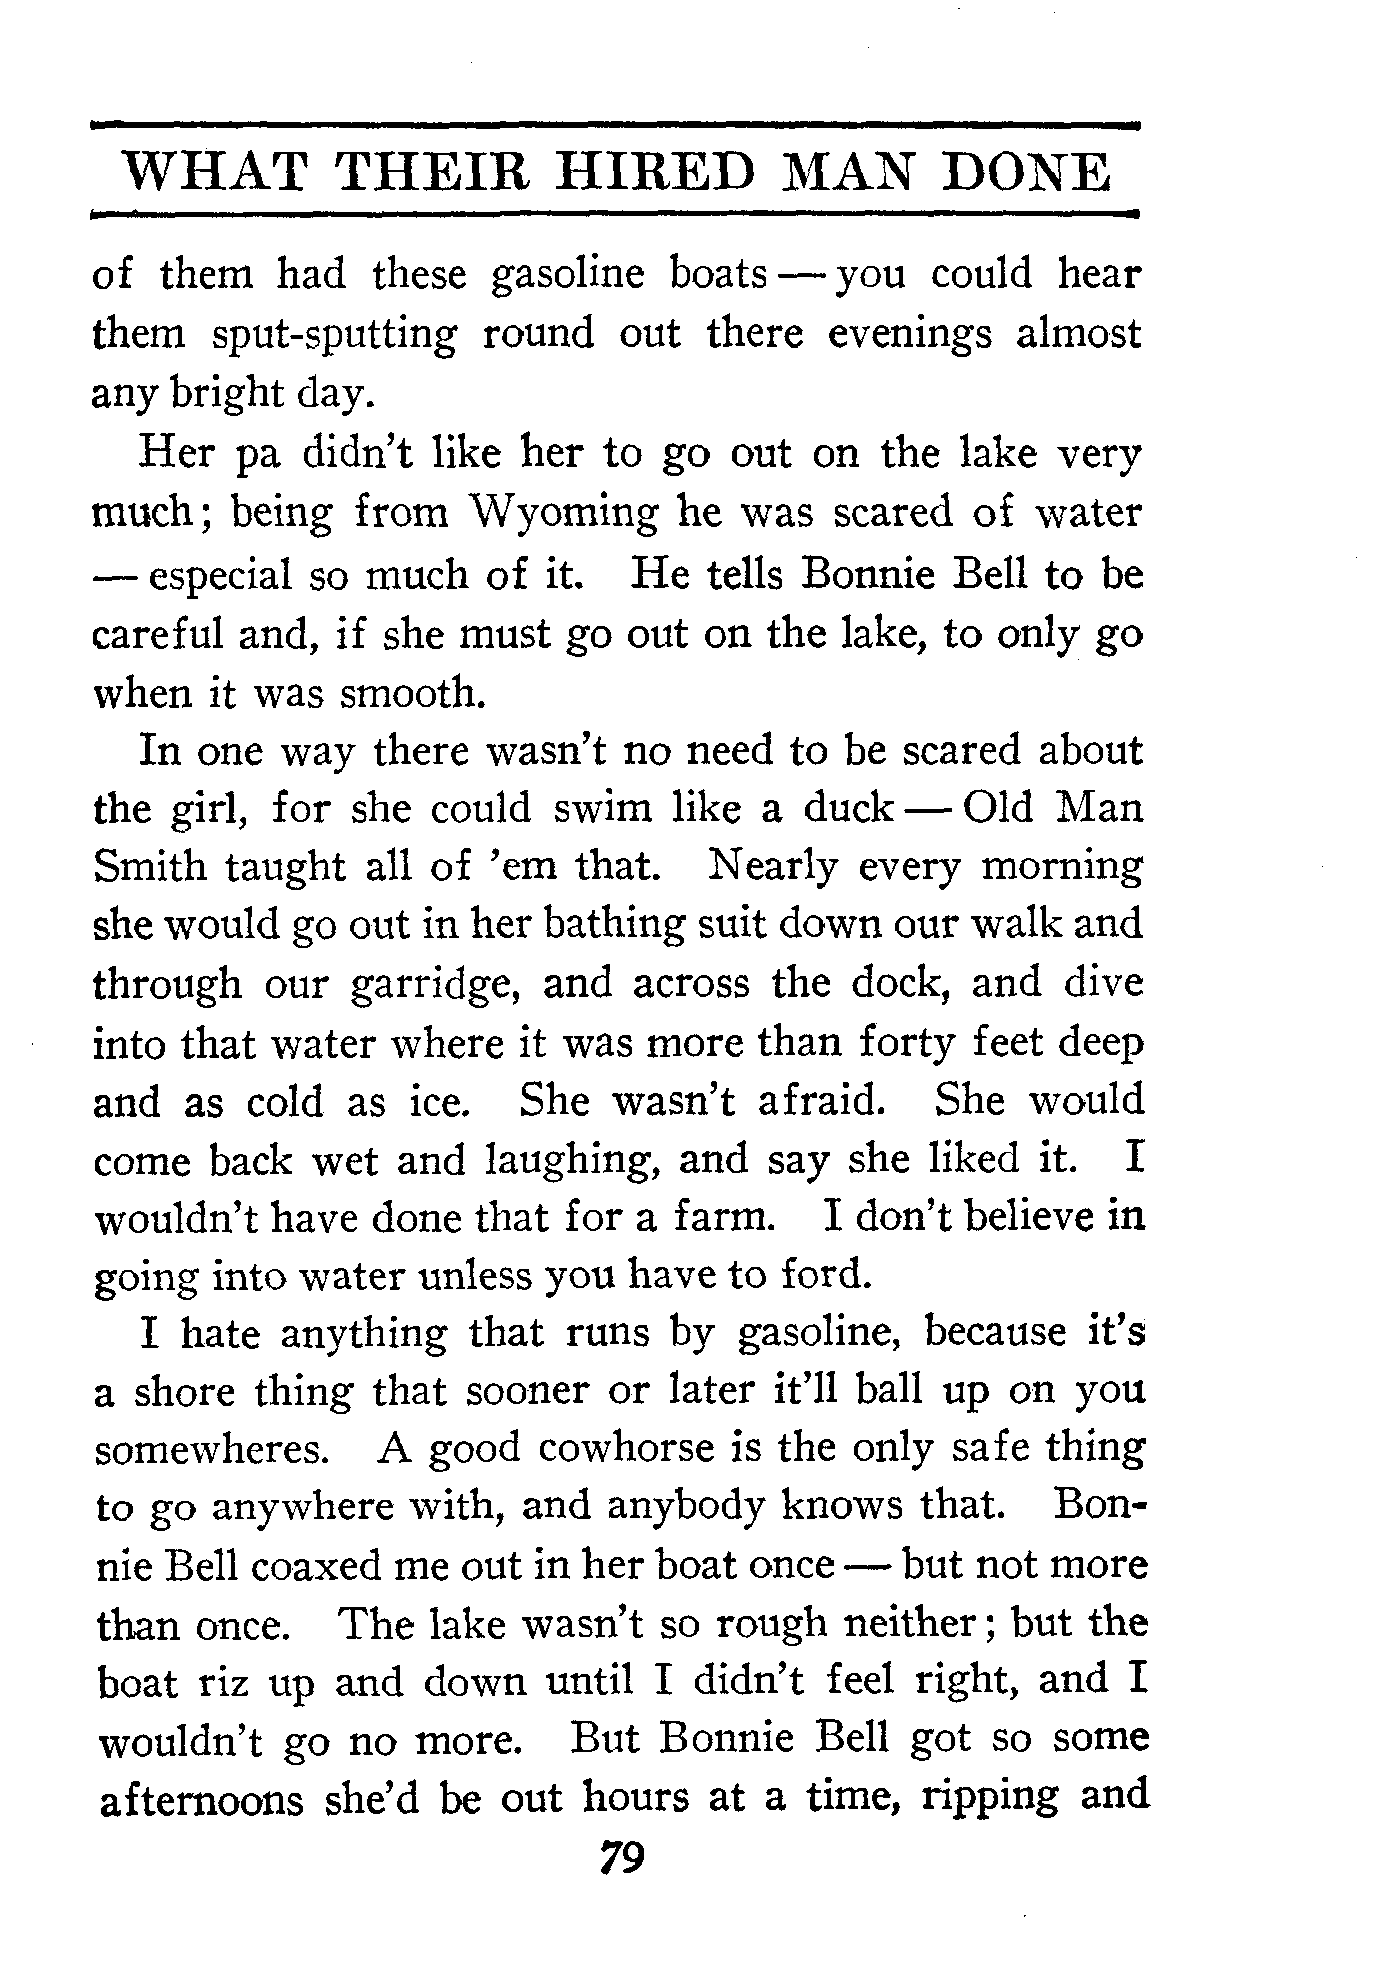 WHAT THEIR HIRED MAN DONE
of them had these gasoline boats — you could hear
them sput-sputting round out there evenings almost
any bright day.
Her pa didn't like her to go out on the lake very
much; being from Wyoming he was scared of water
— especial so much of it. He tells Bonnie Bell to be
careful and, if she must go out on the lake, to only go
when it was smooth.
In one way there wasn't no need to be scared about
the girl, for she could swim like a duck — Old Man
Smith taught all of 'em that. Nearly every morning
she would go out in her bathing suit down our walk and
through our garridge, and across the dock, and dive
into that water where it was more than forty feet deep
and as cold as ice. She wasn't afraid. She would
come back wet and laughing, and say she liked it. I
wouldn't have done that for a farm. I don't believe in
going into water unless you have to ford.
I hate anything that runs by gasoline, because it's
a shore thing that sooner or later it'll ball up on you
somewheres. A good cowhorse is the only safe thing
to go anywhere with, and anybody knows that. Bon-
nie Bell coaxed me out in her boat once — but not more
than once. The lake wasn't so rough neither; but the
boat riz up and down until I didn't feel right, and I
wouldn't go no more. But Bonnie Bell got so some
afternoons she'd be out hours at a time, ripping and
79